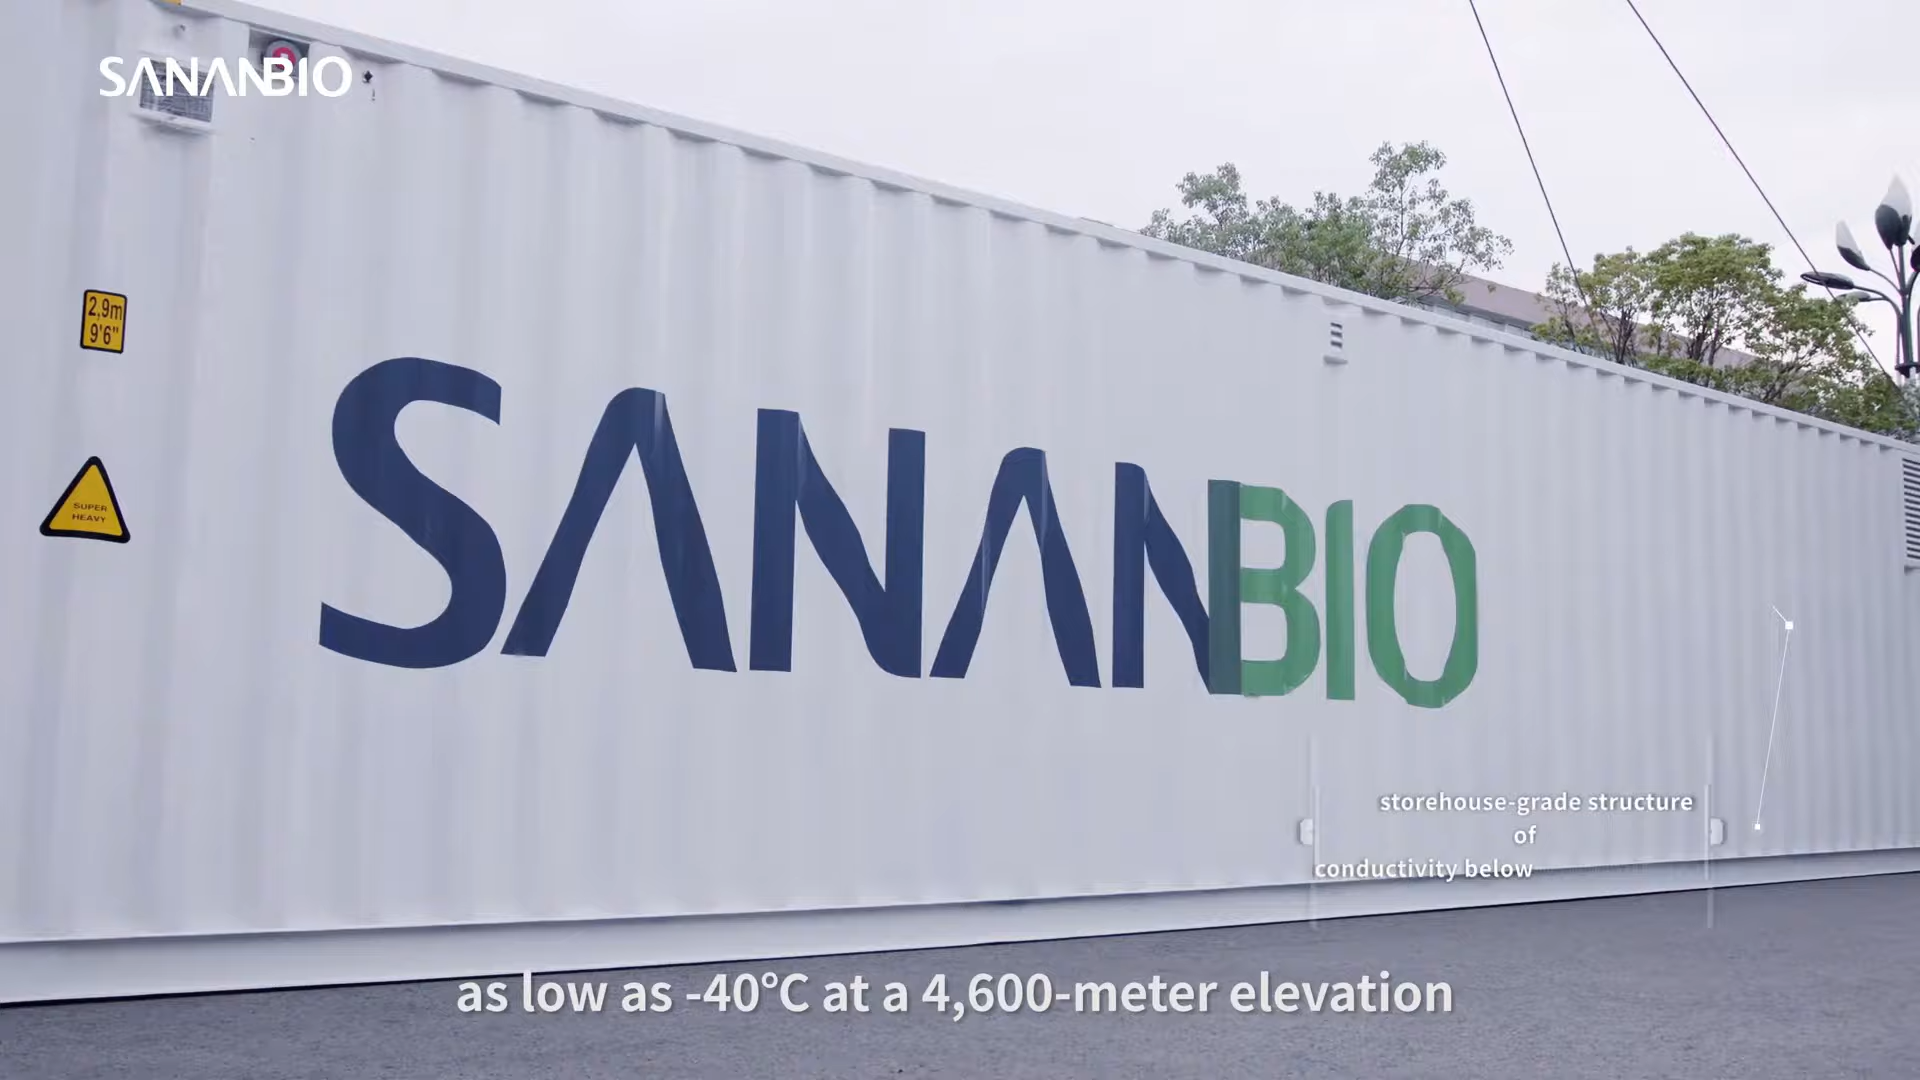 SANANBIO
2,9m
9'6"
SUPER
HEAVY
SANANBIO
storehouse-grade structure
of
conductivity below
as low as -40°C at a 4,600-meter elevation